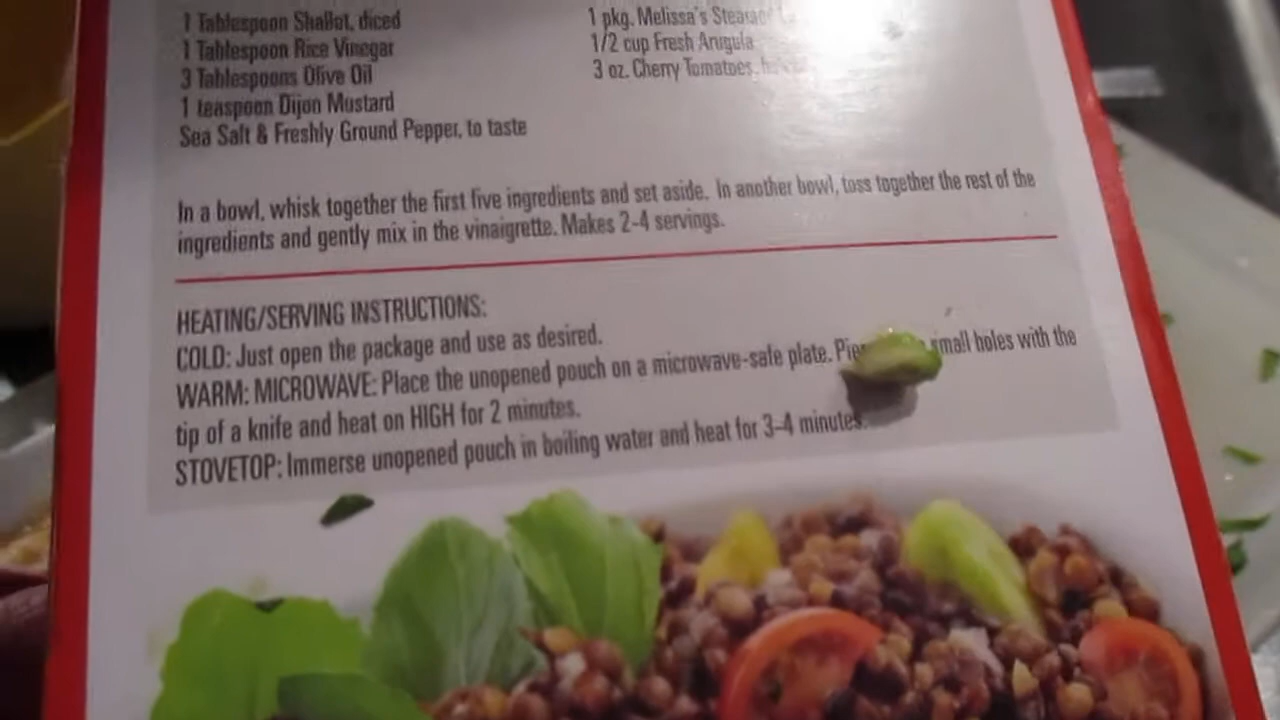 1 Tablespoon Shallot, diced
1 Tablespoon Rice Vinegar
3 Tablespoons Olive Oil
1 teaspoon Dijon Mustard
Sea Salt & Freshly Ground Pepper, to taste
1 pkg. Melissa's Steamed
1/2 cup Fresh Arugula
3 oz. Cherry Tomatoes,
In a bowl, whisk together the first five ingredients and set aside. In another bowl, toss together the rest of the
ingredients and gently mix in the vinaigrette. Makes 2-4 servings.
HEATING/SERVING INSTRUCTIONS:
COLD: Just open the package and use as desired.
WARM: MICROWAVE: Place the unopened pouch on a microwave-safe plate. small holes with the
tip of a knife and heat on HIGH for 2 minutes.
STOVETOP: Immerse unopened pouch in boiling water and heat for 3-4 minutes.